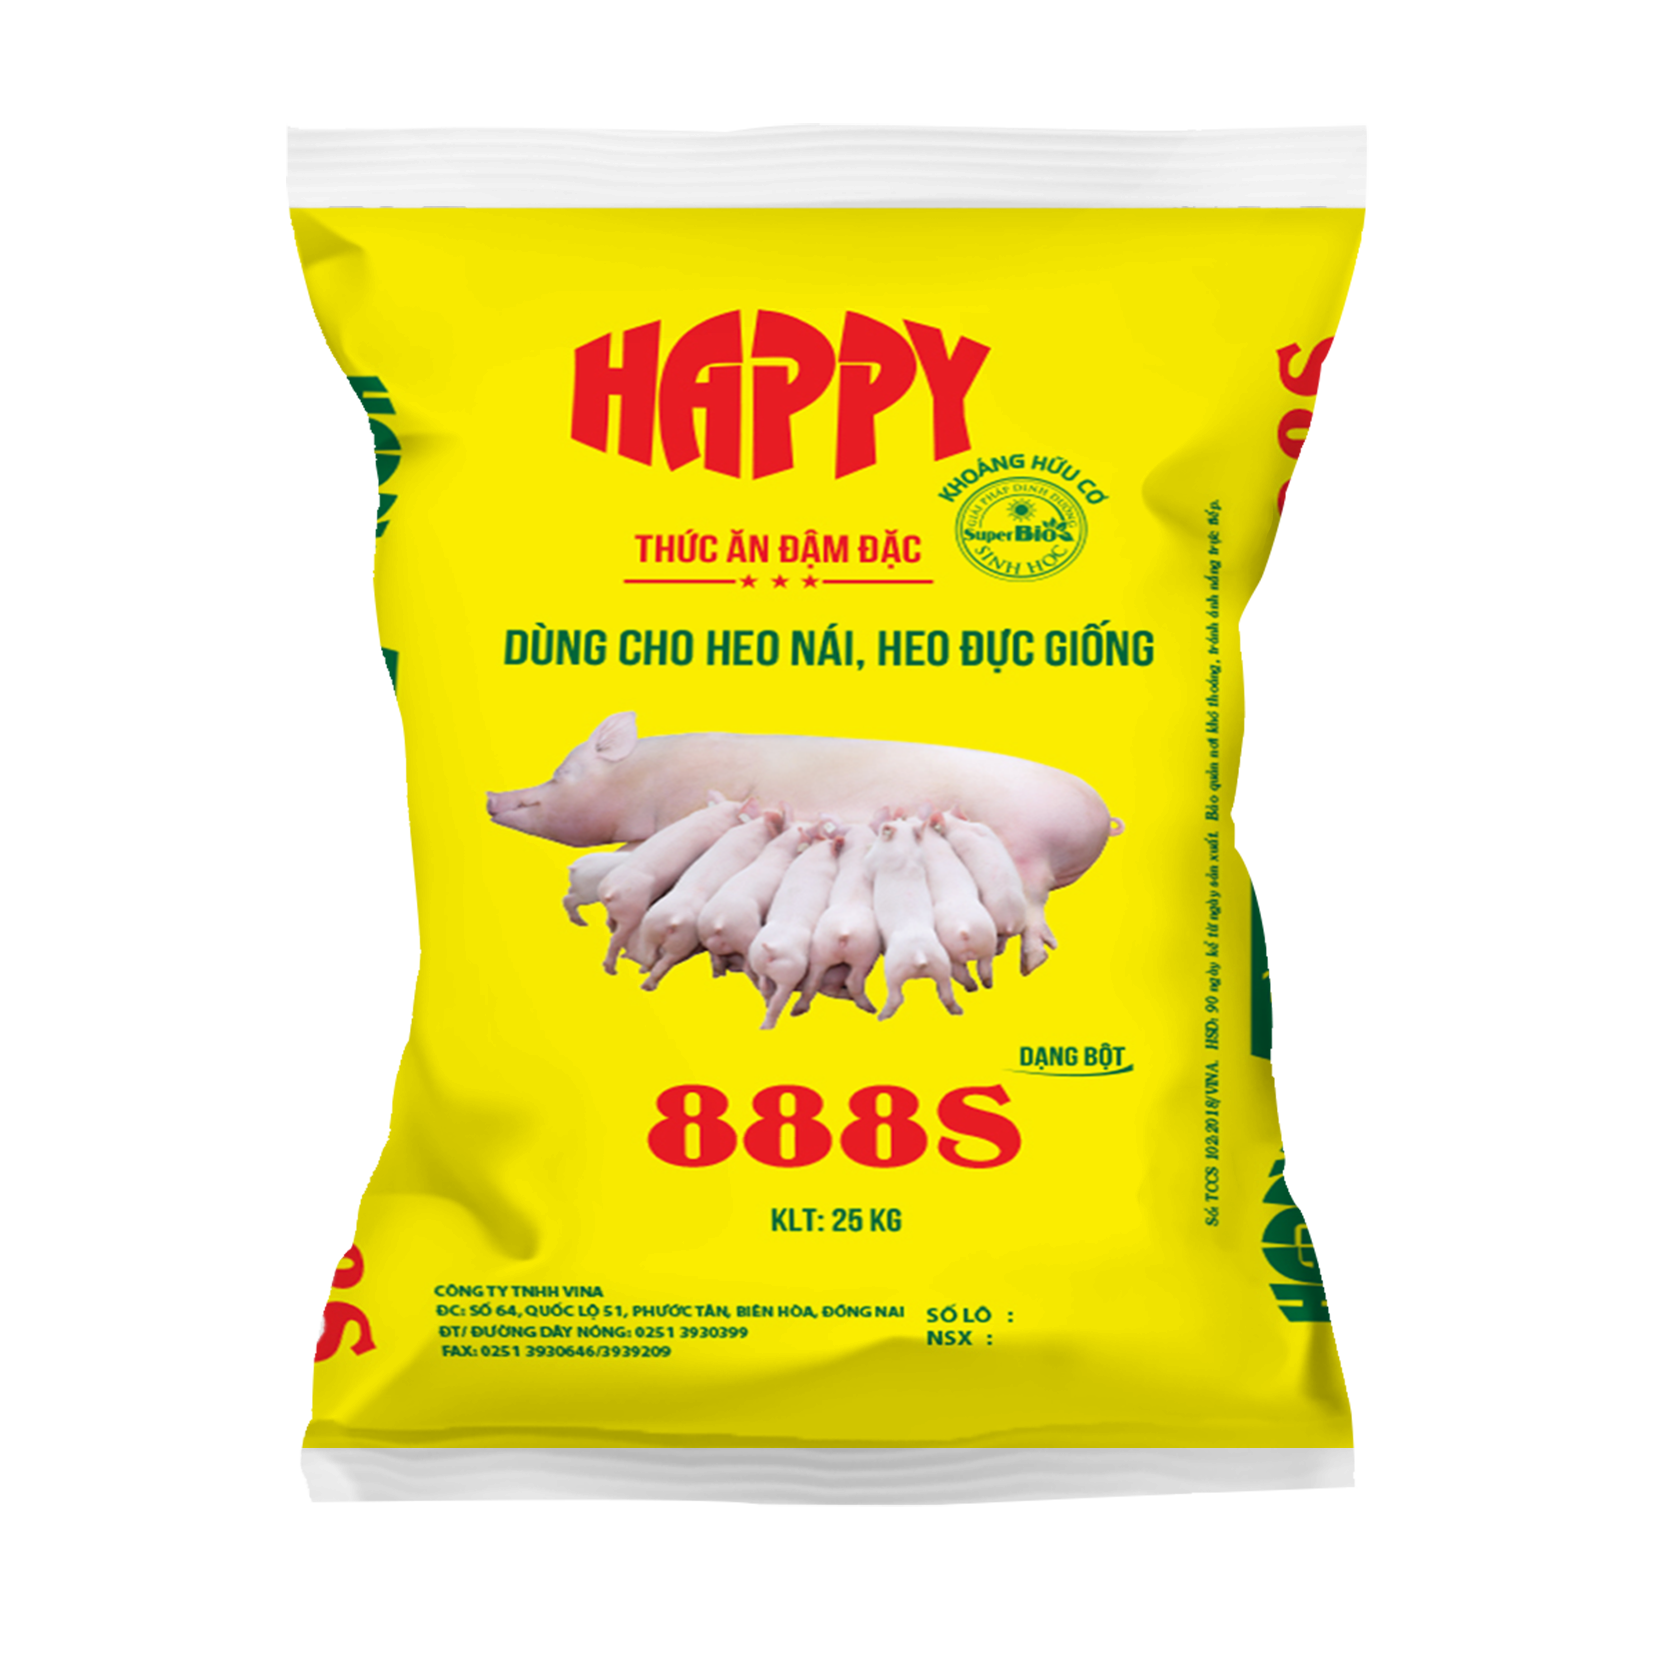 HAPPY
KHOÁNG HỮU CƠ
GIẢI PHÁP DINH DƯỠNG
SuperBio
SINH HỌC
THỨC ĂN ĐẬM ĐẶC
DÙNG CHO HEO NÁI, HEO ĐỰC GIỐNG
DẠNG BỘT
888S
KLT: 25 KG
CÔNG TY TNHH VINA
ĐC: SỐ 64, QUỐC LỘ 51, PHƯỚC TÂN, BIÊN HÒA, ĐỒNG NAI
ĐT/ ĐƯỜNG DÂY NÓNG: 0251 3930399
FAX: 0251 3930646/3939209
SỐ LÔ :
NSX :
Số: TCCS 102:2018/VINA. HSD: 90 ngày kể từ ngày sản xuất. Bảo quản nơi khô thoáng, tránh ánh nắng trực tiếp.